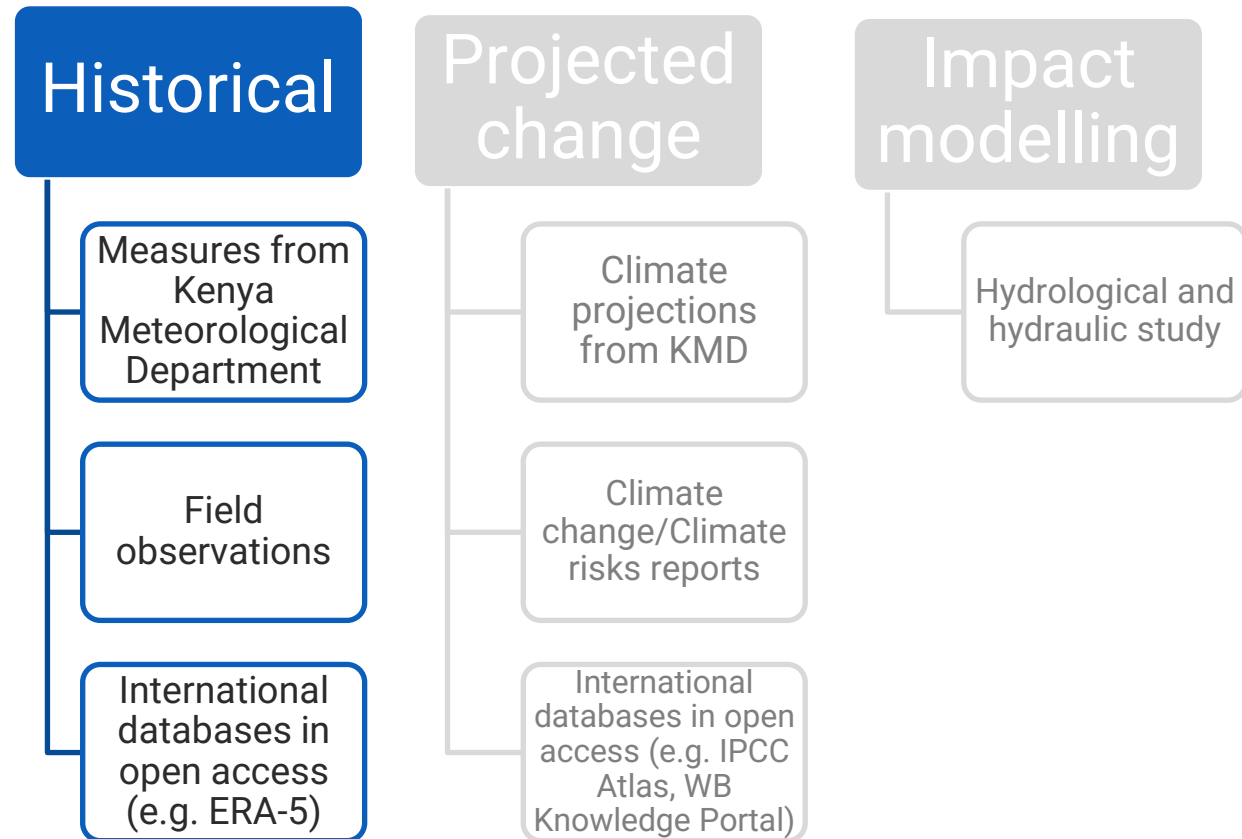 Historical
Measures from
Kenya
Meteorological
Department
Field
observations
International
databases in
open access
(e.g. ERA-5)
Projected
change
Climate
projections
from KMD
Climate
change/Climate
risks reports
International
databases in open
access (e.g. IPCC
Atlas, WB
Knowledge Portal)
Impact
modelling
Hydrological and
hydraulic study